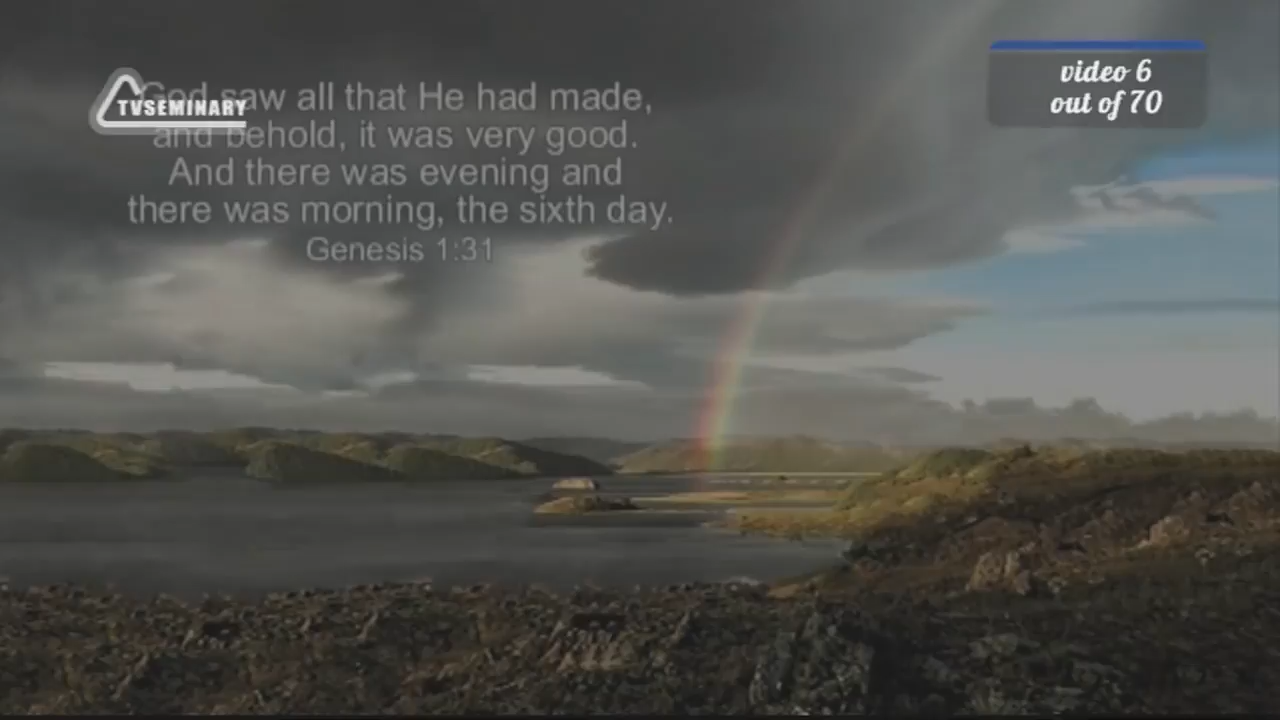 God saw all that He had made,
and behold, it was very good.
And there was evening and
there was morning, the sixth day.
Genesis 1:31
TVSEMINARY
video 6
out of 70